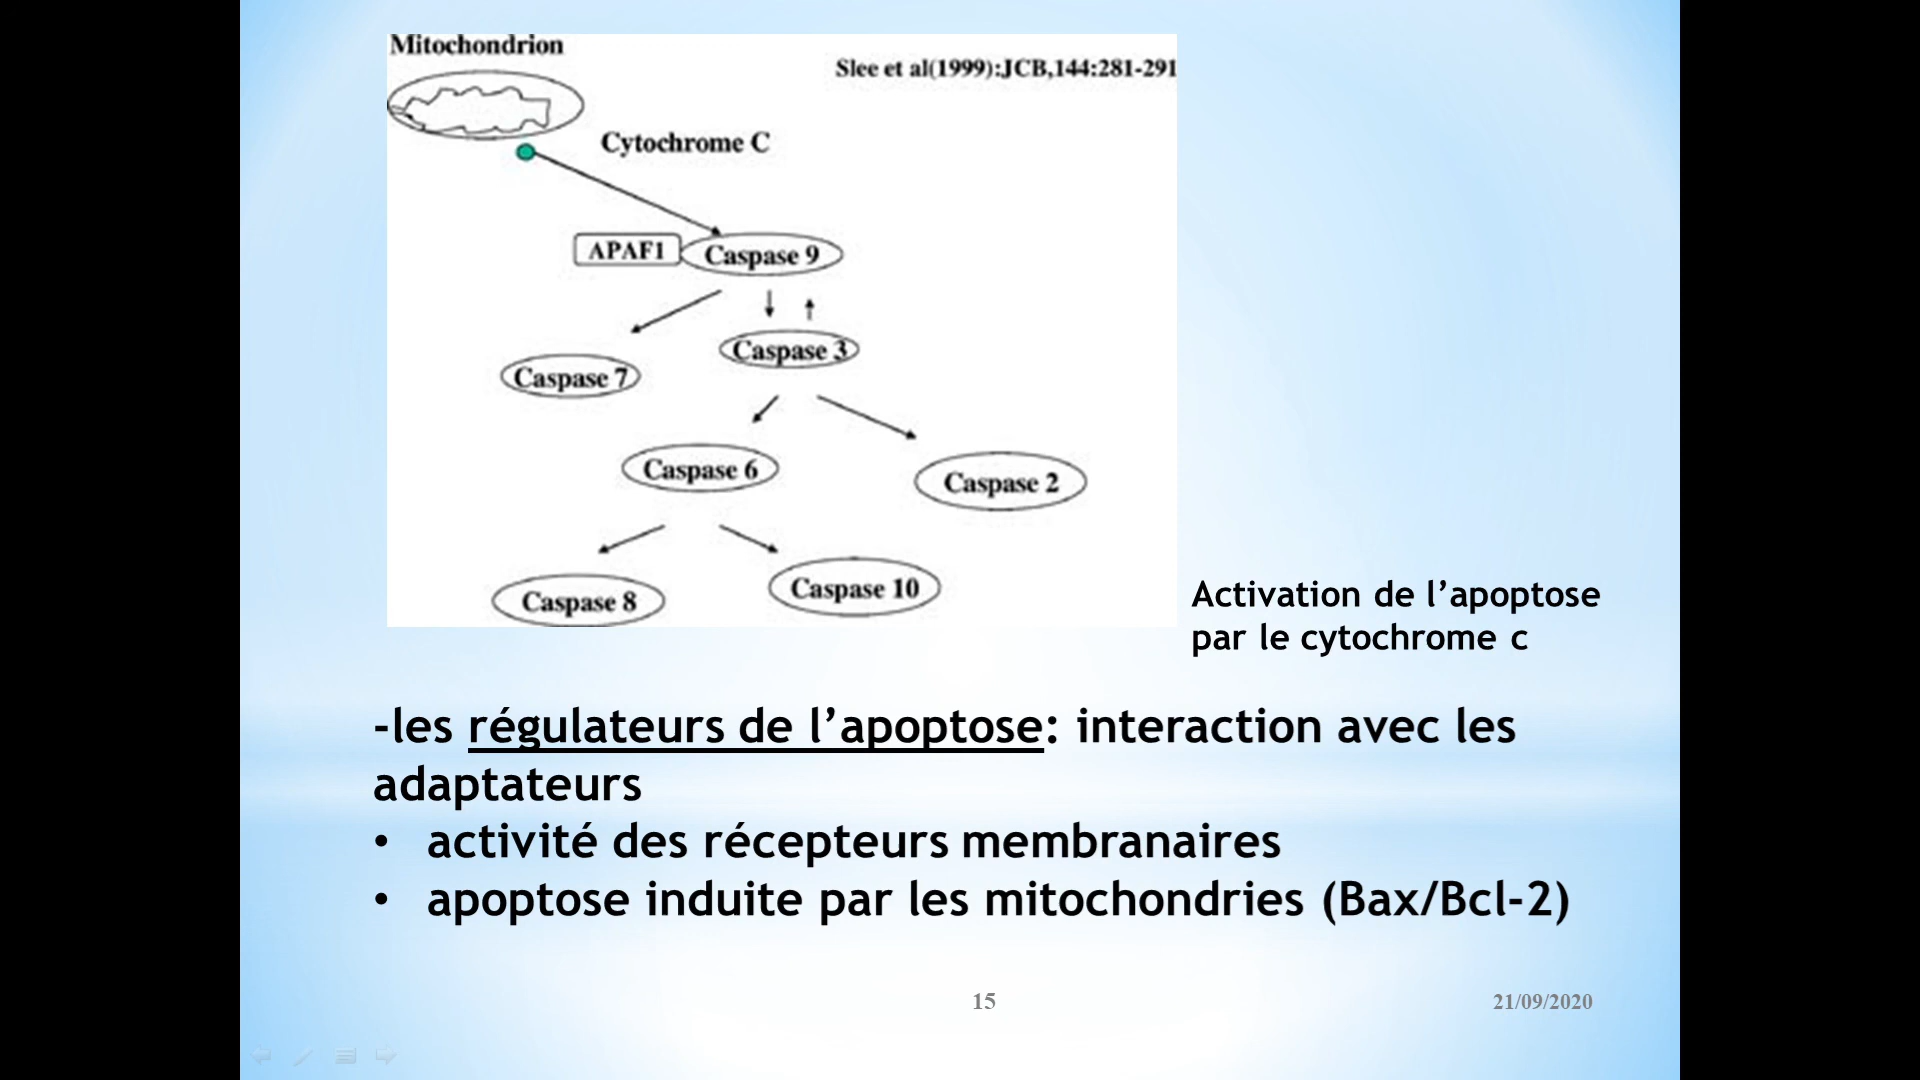 Mitochondrion
Slee et al(1999):JCB,144:281-291
Cytochrome C
APAF1
Caspase 9
Caspase 3
Caspase 7
Caspase 6
Caspase 2
Caspase 8
Caspase 10
Activation de l’apoptose
par le cytochrome c
-les régulateurs de l’apoptose: interaction avec les
adaptateurs
• activité des récepteurs membranaires
• apoptose induite par les mitochondries (Bax/Bcl-2)
15
21/09/2020